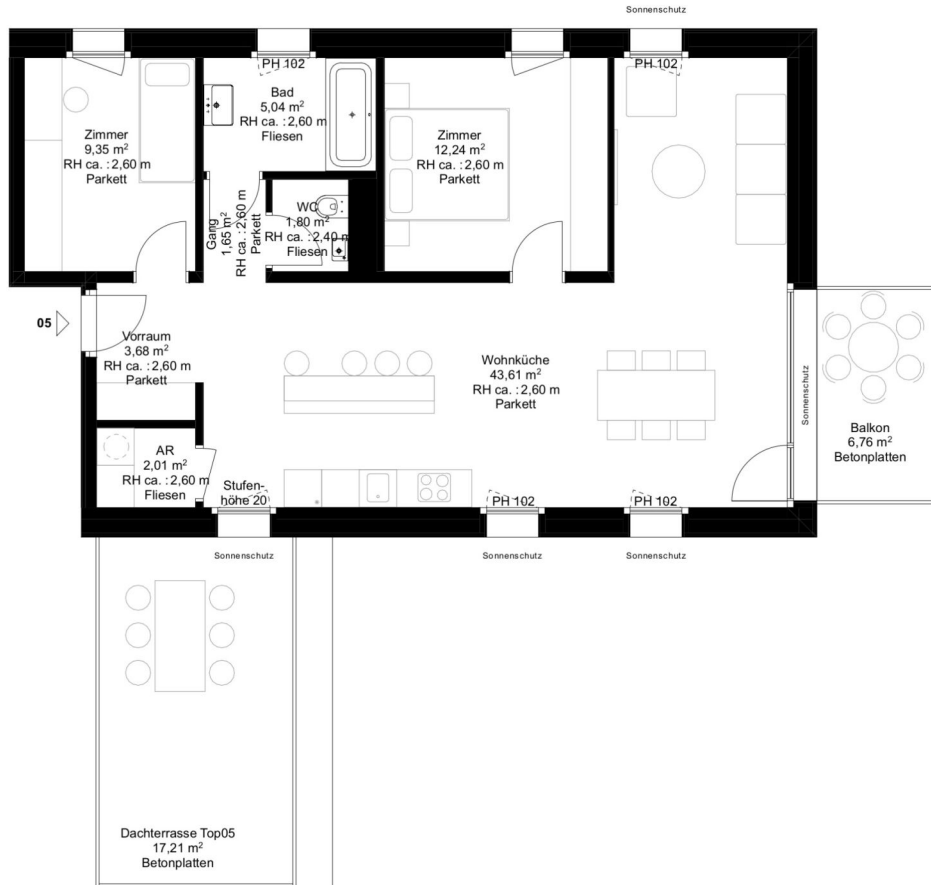 Sonnenschutz
PH 102
PH 102
Bad
5,04 m²
RH ca. : 2,60 m
Fliesen
Zimmer
9,35 m²
RH ca. : 2,60 m
Parkett
Zimmer
12,24 m²
RH ca. : 2,60 m
Parkett
Gang
1,65 m²
RH ca. : 2,60 m
Parkett
WC
1,80 m²
RH ca. : 2,40 m
Fliesen
05
Vorraum
3,68 m²
RH ca. : 2,60 m
Parkett
Wohnküche
43,61 m²
RH ca. : 2,60 m
Parkett
Sonnenschutz
Balkon
6,76 m²
Betonplatten
AR
2,01 m²
RH ca. : 2,60 m
Fliesen
Stufen-
höhe 20
PH 102
PH 102
Sonnenschutz
Sonnenschutz
Sonnenschutz
Dachterrasse Top05
17,21 m²
Betonplatten